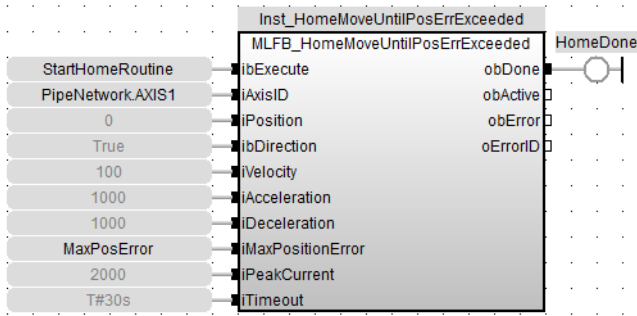 Inst_HomeMoveUntilPosErrExceeded
MLFB_HomeMoveUntilPosErrExceeded HomeDone
StartHomeRoutine ibExecute obDone
PipeNetwork.AXIS1 iAxisID obActive
0 iPosition obError
True ibDirection oErrorID
100 iVelocity
1000 iAcceleration
1000 iDeceleration
MaxPosError iMaxPositionError
2000 iPeakCurrent
T#30s iTimeout